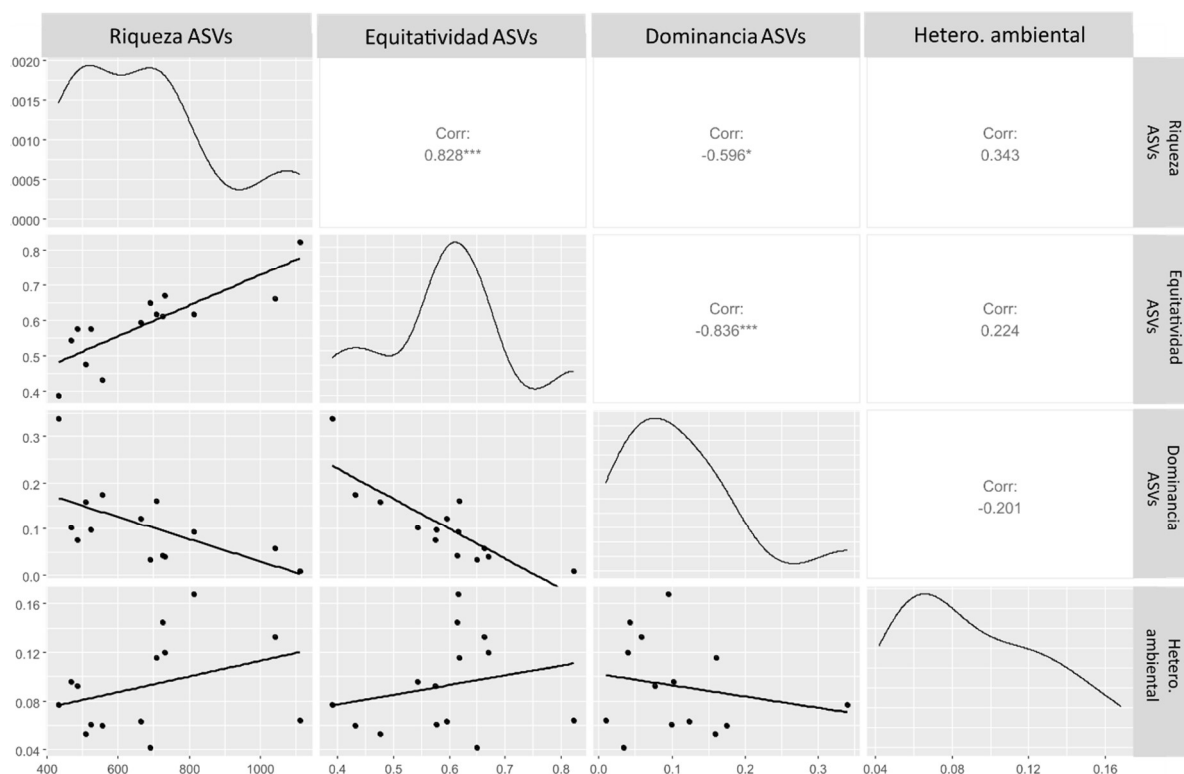 Riqueza ASVs
Equitatividad ASVs
Dominancia ASVs
Hetero. ambiental
0020
0015
0010
0005
0000
Corr:
0.828***
Corr:
-0.596*
Corr:
0.343
Riqueza
ASVs
0.8
0.7
0.6
0.5
0.4
Corr:
-0.836***
Corr:
0.224
Equitatividad
ASVs
0.3
0.2
0.1
0.0
Corr:
-0.201
Dominancia
ASVs
0.16
0.12
0.08
0.04
Hetero.
ambiental
400 600 800 1000
0.4 0.5 0.6 0.7 0.8
0.0 0.1 0.2 0.3
0.04 0.08 0.12 0.16